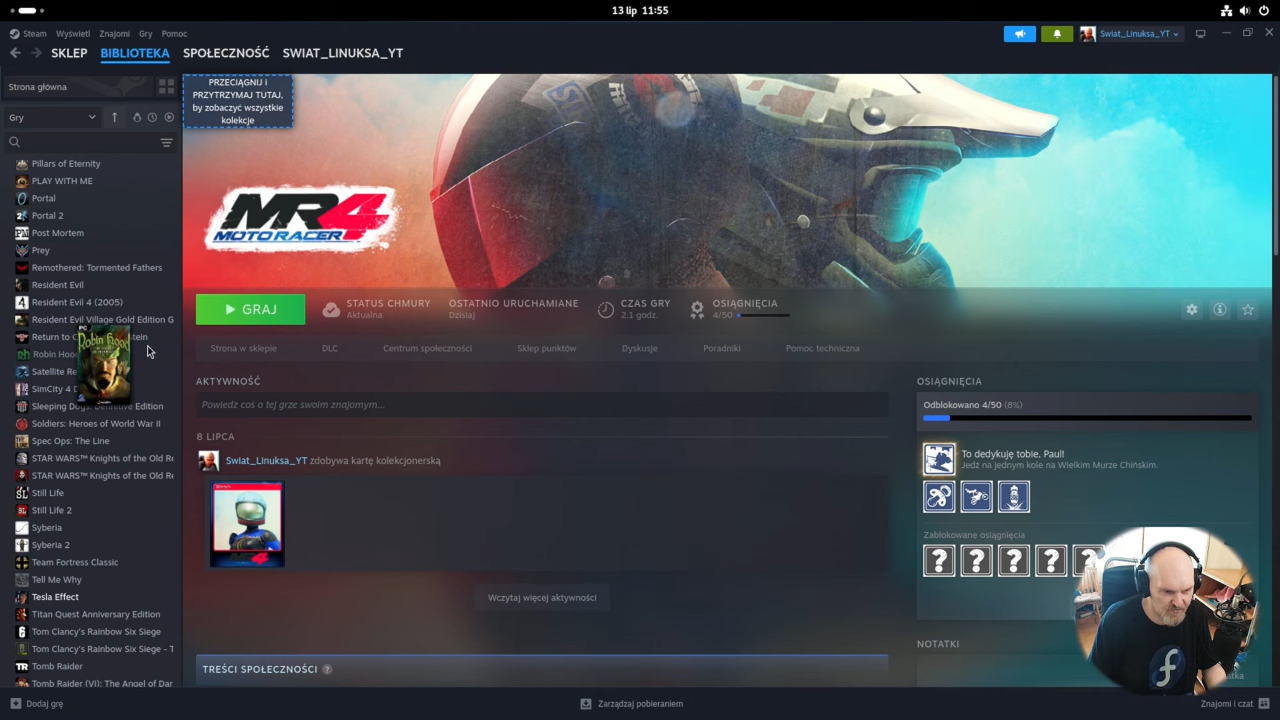 13 lip 11:55
Steam Wyświetl Znajomi Gry Pomoc
Swiat_Linuksa_YT
SKLEP BIBLIOTEKA SPOŁECZNOŚĆ SWIAT_LINUKSA_YT
Strona główna
PRZECIĄGNIJ I
PRZYTRZYMAJ TUTAJ,
by zobaczyć wszystkie
kolekcje
Gry
Pillars of Eternity
PLAY WITH ME
Portal
Portal 2
Post Mortem
Prey
Remothered: Tormented Fathers
Resident Evil
Resident Evil 4 (2005)
Resident Evil Village Gold Edition G
Return to
Robin Hoo
Satellite Re
SimCity 4 D
Sleeping Dogs: Definitive Edition
Soldiers: Heroes of World War II
Spec Ops: The Line
STAR WARS™ Knights of the Old Re
STAR WARS™ Knights of the Old Re
Still Life
Still Life 2
Syberia
Syberia 2
Team Fortress Classic
Tell Me Why
Tesla Effect
Titan Quest Anniversary Edition
Tom Clancy's Rainbow Six Siege
Tom Clancy's Rainbow Six Siege - T
Tomb Raider
Tomb Raider (VI): The Angel of Dar
PC
Robin Hood
MR4
MOTO RACER
GRAJ
STATUS CHMURY
Aktualna
OSTATNIO URUCHAMIANE
Dzisiaj
CZAS GRY
2.1 godz.
OSIĄGNIĘCIA
4/50
Strona w sklepie DLC Centrum społeczności Sklep punktów Dyskusje Poradniki Pomoc techniczna
AKTYWNOŚĆ
Powiedz coś o tej grze swoim znajomym...
8 LIPCA
Swiat_Linuksa_YT zdobywa kartę kolekcjonerską
Wczytaj więcej aktywności
TREŚCI SPOŁECZNOŚCI ?
OSIĄGNIĘCIA
Odblokowano 4/50 (8%)
To dedykuję tobie, Paul!
Jedź na jednym kole na Wielkim Murze Chińskim.
Zablokowane osiągnięcia
NOTATKI
Dodaj grę
Zarządzaj pobieraniem
Znajomi i czat